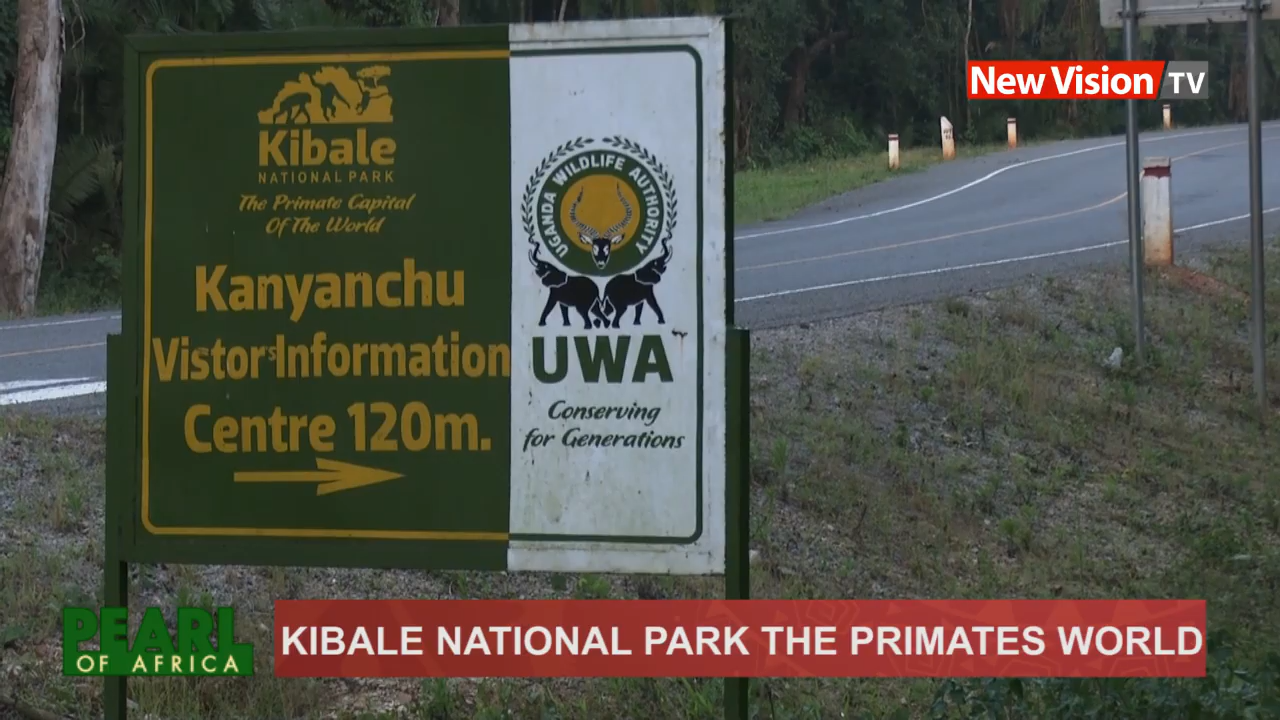 New Vision TV
Kibale
NATIONAL PARK
The Primate Capital
Of The World
Kanyanchu
Vistor's Information
Centre 120m.
UGANDA WILDLIFE AUTHORITY
UWA
Conserving
for Generations
PEARL
OF AFRICA
KIBALE NATIONAL PARK THE PRIMATES WORLD